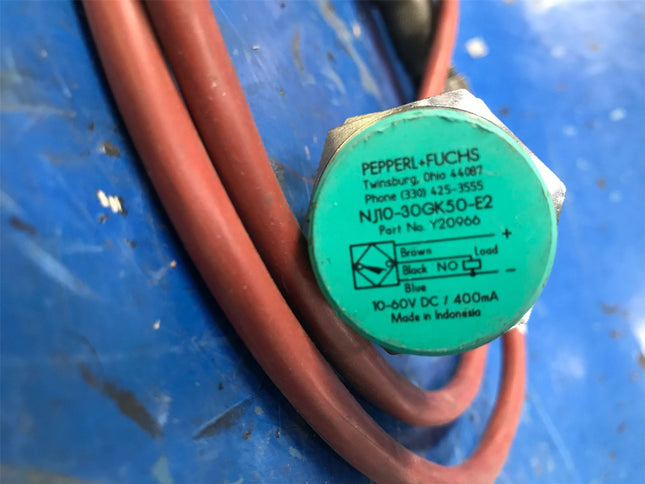 PEPPERL+FUCHS
Twinsburg, Ohio 44087
Phone (330) 425-3555
NJ10-30GK50-E2
Part No. Y20966
+
Brown Load
Black NO
-
Blue
10-60V DC / 400mA
Made in Indonesia